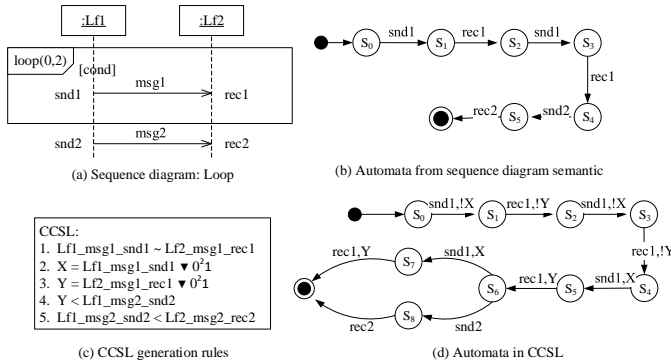 :Lf1
:Lf2
loop(0,2)
[cond]
msg1
snd1
rec1
msg2
snd2
rec2
(a) Sequence diagram: Loop
S0
snd1
S1
rec1
S2
snd1
S3
rec1
S4
snd2
S5
rec2
(b) Automata from sequence diagram semantic
CCSL:
1. Lf1_msg1_snd1 ~ Lf2_msg1_rec1
2. X = Lf1_msg1_snd1 ▼ 0²1
3. Y = Lf2_msg1_rec1 ▼ 0²1
4. Y < Lf1_msg2_snd2
5. Lf1_msg2_snd2 < Lf2_msg2_rec2
(c) CCSL generation rules
S0
snd1,!X
S1
rec1,!Y
S2
snd1,!X
S3
rec1,!Y
S4
snd1,X
S5
rec1,Y
S6
snd1,X
S7
rec1,Y
snd2
S8
rec2
(d) Automata in CCSL